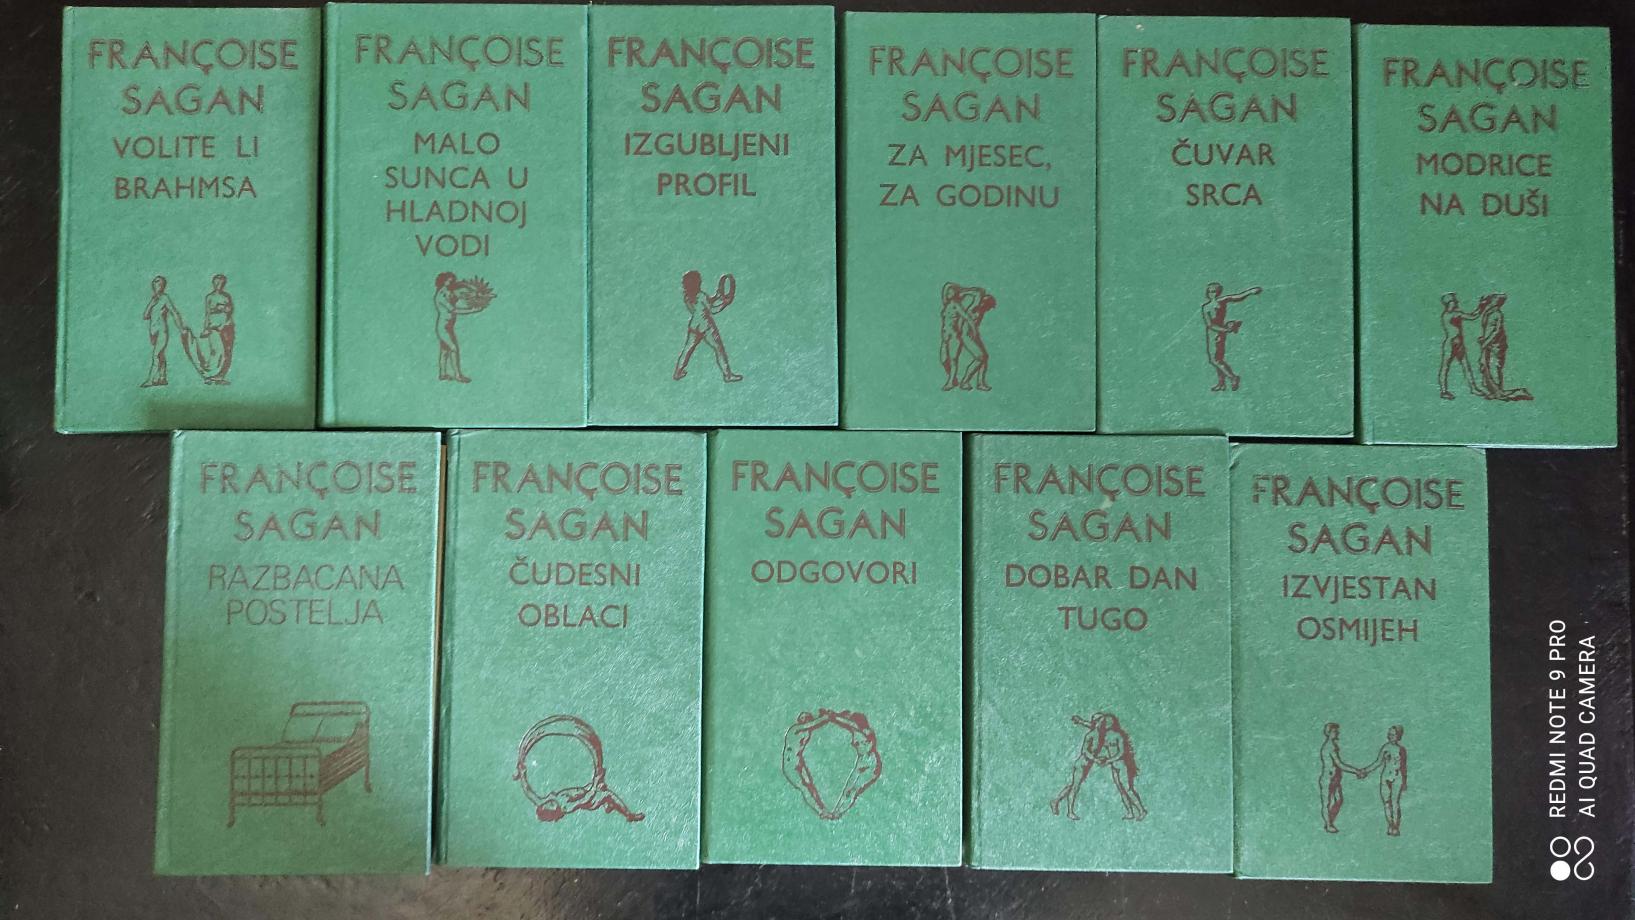 FRANÇOISE
SAGAN
VOLITE LI
BRAHMSA
FRANÇOISE
SAGAN
MALO
SUNCA U
HLADNOJ
VODI
FRANÇOISE
SAGAN
IZGUBLJENI
PROFIL
FRANÇOISE
SAGAN
ZA MJESEC,
ZA GODINU
FRANÇOISE
SAGAN
ČUVAR
SRCA
FRANÇOISE
SAGAN
MODRICE
NA DUŠI
FRANÇOISE
SAGAN
RAZBACANA
POSTELJA
FRANÇOISE
SAGAN
ČUDESNI
OBLACI
FRANÇOISE
SAGAN
ODGOVORI
FRANÇOISE
SAGAN
DOBAR DAN
TUGO
FRANÇOISE
SAGAN
IZVJESTAN
OSMIJEH
REDMI NOTE 9 PRO
AI QUAD CAMERA